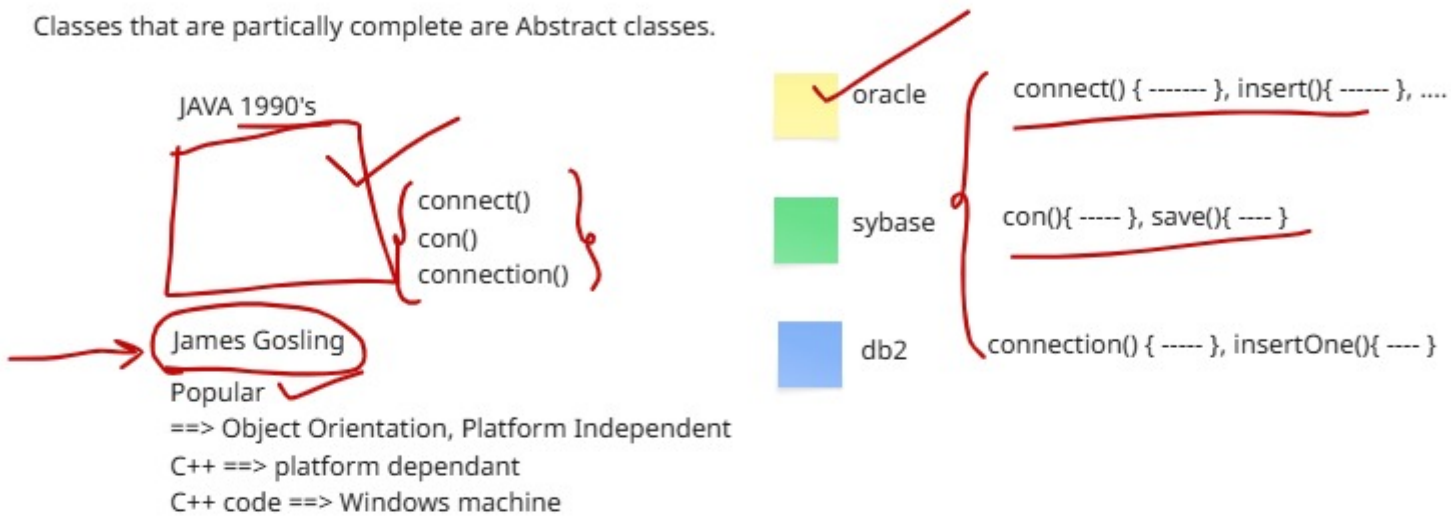 Classes that are partically complete are Abstract classes.
JAVA 1990's
connect()
con()
connection()
James Gosling
Popular
==> Object Orientation, Platform Independent
C++ ==> platform dependant
C++ code ==> Windows machine
oracle
connect() { ------- }, insert(){ ------ }, ....
sybase
con(){ ----- }, save(){ ---- }
db2
connection() { ----- }, insertOne(){ ---- }